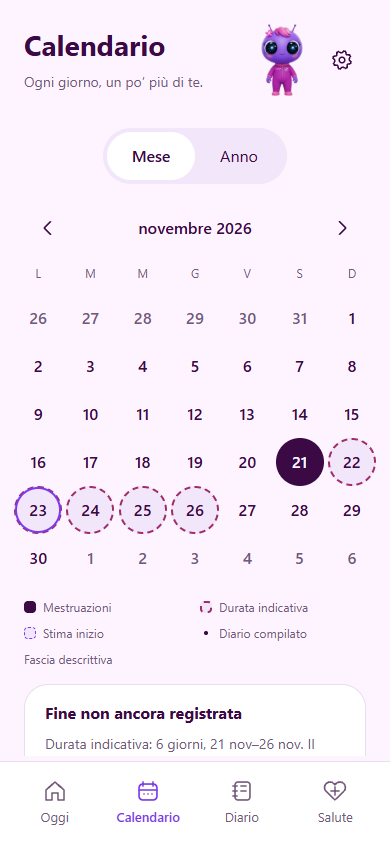 Calendario
Ogni giorno, un po’ più di te.
Mese Anno
novembre 2026
L M M G V S D
26 27 28 29 30 31 1
2 3 4 5 6 7 8
9 10 11 12 13 14 15
16 17 18 19 20 21 22
23 24 25 26 27 28 29
30 1 2 3 4 5 6
Mestruazioni Durata indicativa
Stima inizio Diario compilato
Fascia descrittiva
Fine non ancora registrata
Durata indicativa: 6 giorni, 21 nov–26 nov. Il
Oggi Calendario Diario Salute